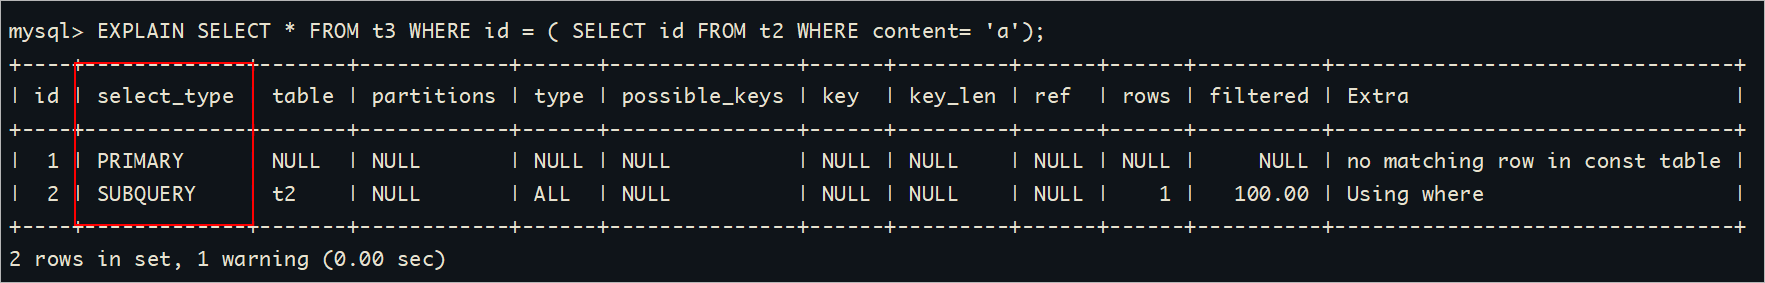 mysql> EXPLAIN SELECT * FROM t3 WHERE id = ( SELECT id FROM t2 WHERE content= 'a');
+----+-------------+-------+------------+------+---------------+------+---------+------+------+----------+--------------------------------+
| id | select_type | table | partitions | type | possible_keys | key | key_len | ref | rows | filtered | Extra |
+----+-------------+-------+------------+------+---------------+------+---------+------+------+----------+--------------------------------+
| 1 | PRIMARY | NULL | NULL | NULL | NULL | NULL | NULL | NULL | NULL | NULL | no matching row in const table |
| 2 | SUBQUERY | t2 | NULL | ALL | NULL | NULL | NULL | NULL | 1 | 100.00 | Using where |
+----+-------------+-------+------------+------+---------------+------+---------+------+------+----------+--------------------------------+
2 rows in set, 1 warning (0.00 sec)